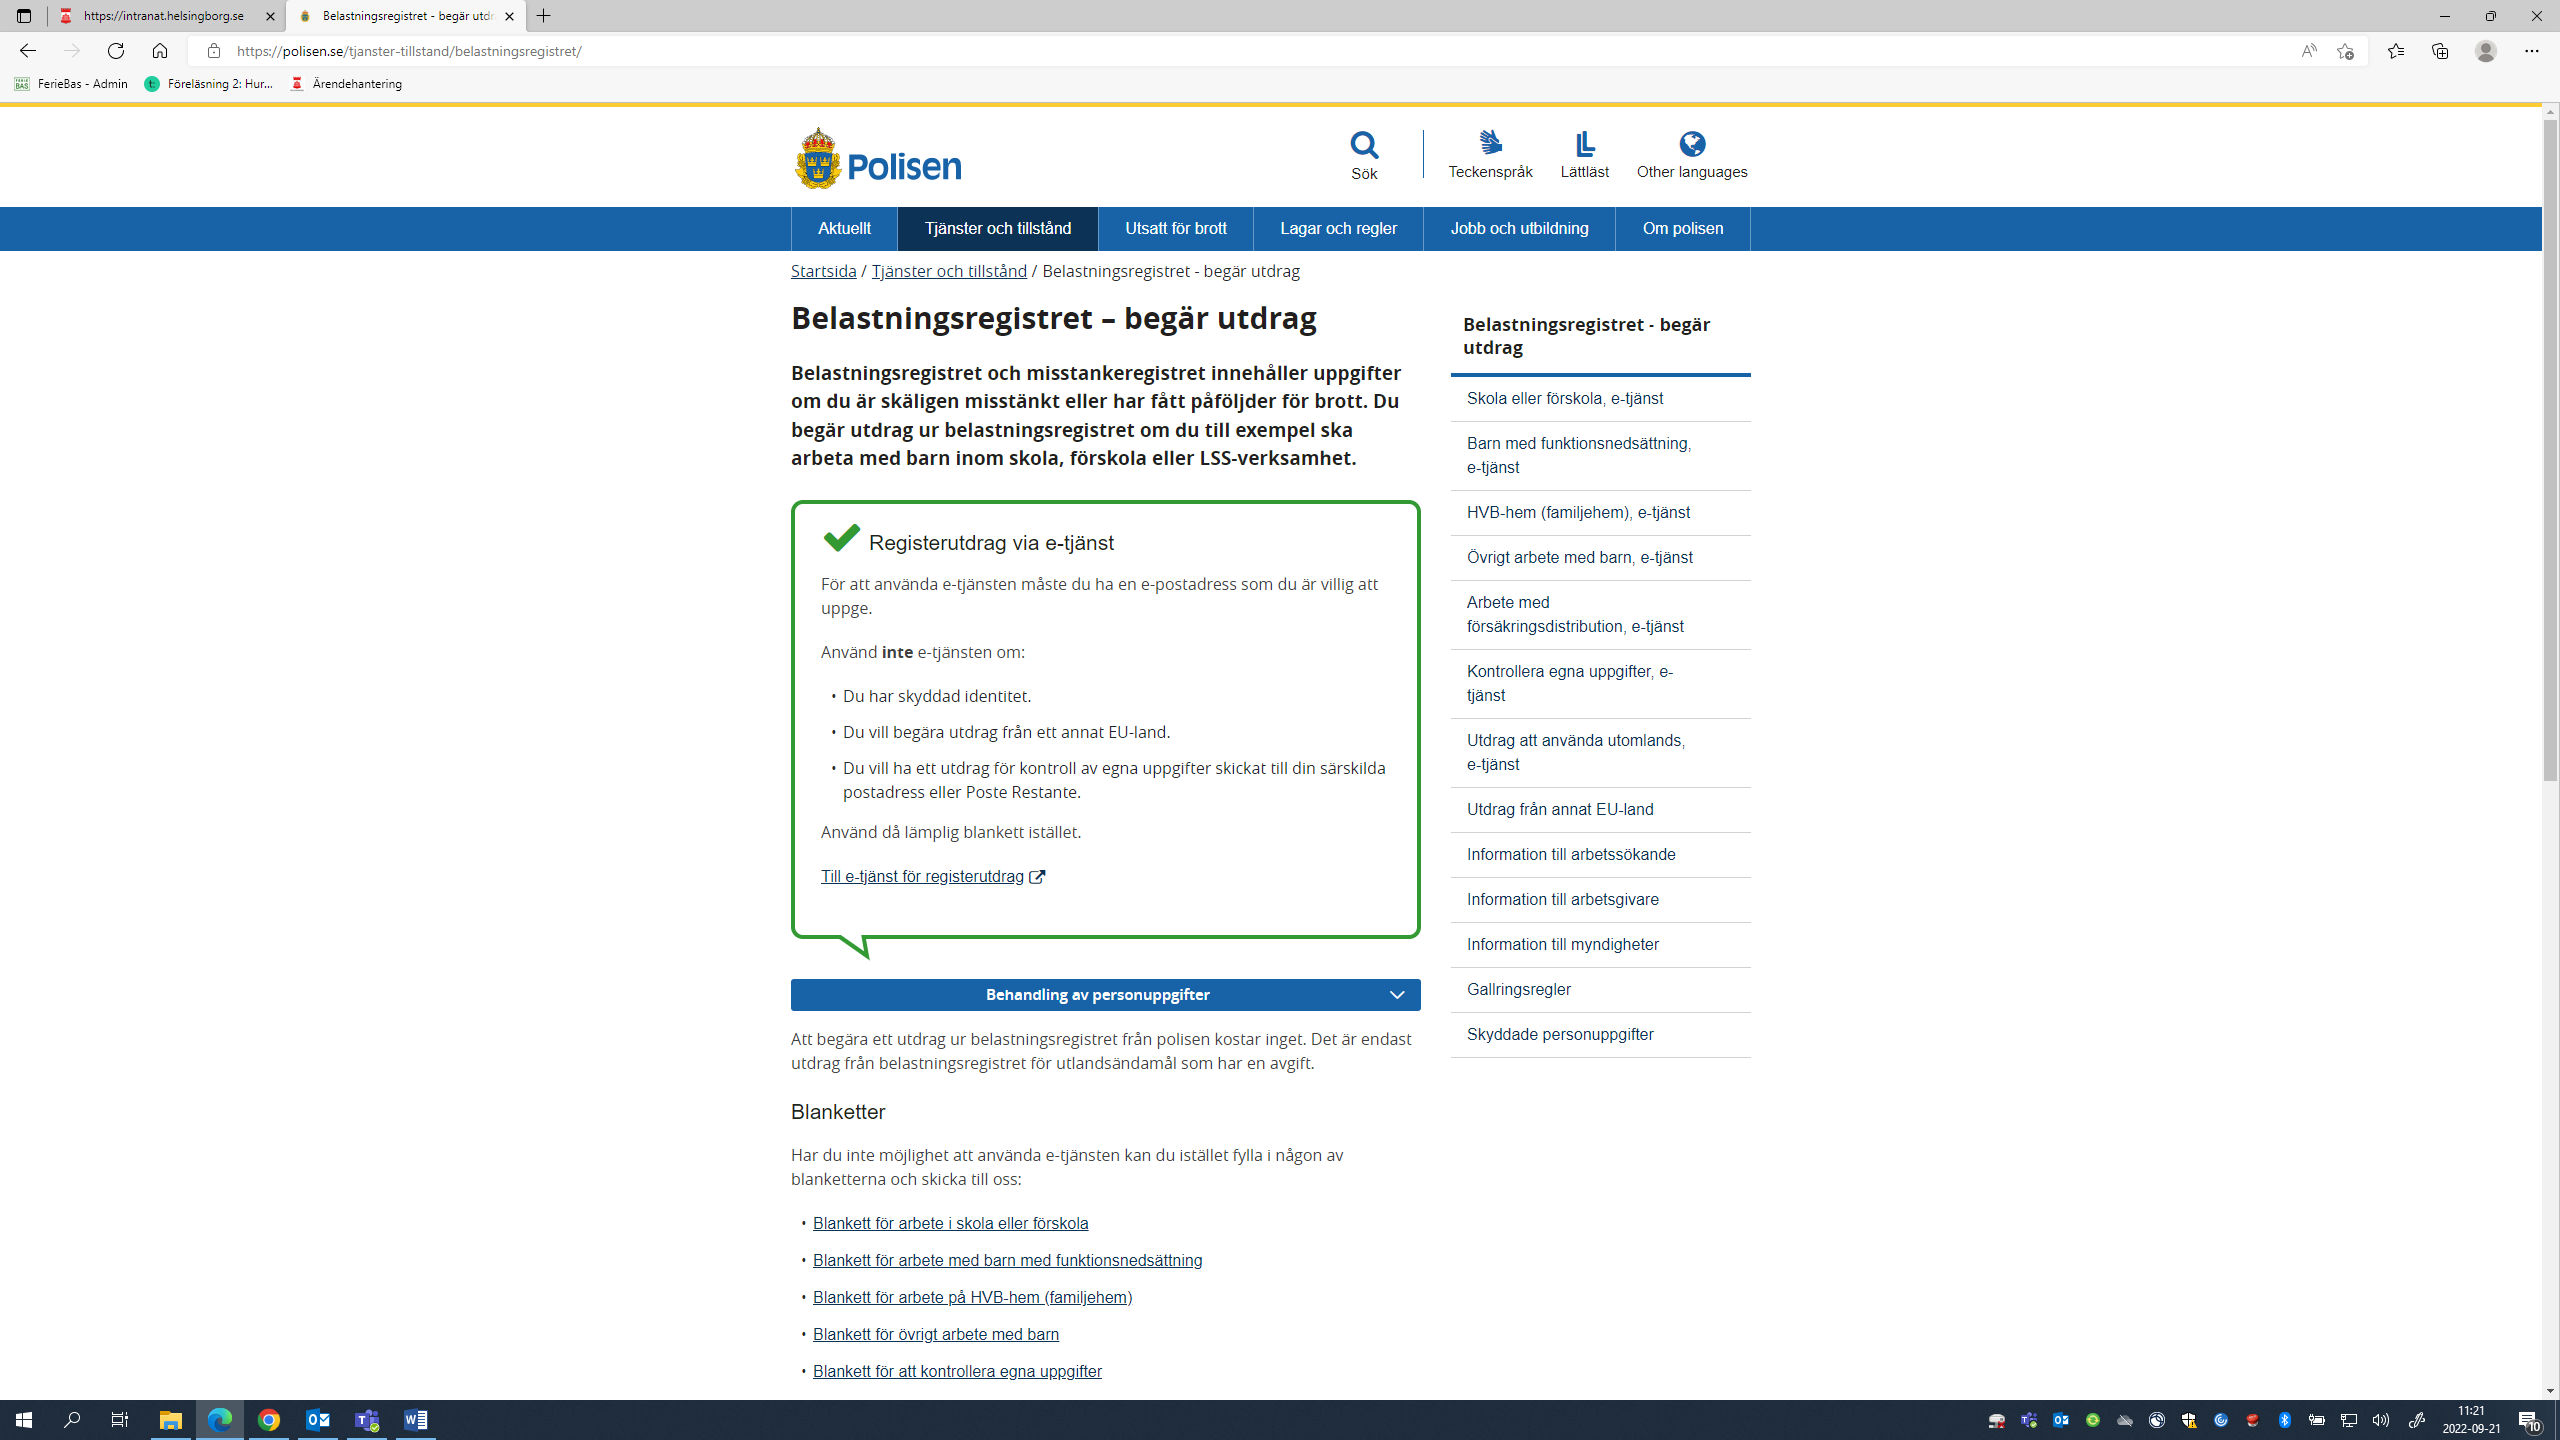 https://intranat.helsingborg.se
Belastningsregistret - begär utdr
https://polisen.se/tjanster-tillstand/belastningsregistret/
FerieBas - Admin
Föreläsning 2: Hur...
Ärendehantering
Polisen
Sök
Teckenspråk
Lättläst
Other languages
Aktuellt
Tjänster och tillstånd
Utsatt för brott
Lagar och regler
Jobb och utbildning
Om polisen
Startsida / Tjänster och tillstånd / Belastningsregistret - begär utdrag
Belastningsregistret – begär utdrag
Belastningsregistret och misstankeregistret innehåller uppgifter
om du är skäligen misstänkt eller har fått påföljder för brott. Du
begär utdrag ur belastningsregistret om du till exempel ska
arbeta med barn inom skola, förskola eller LSS-verksamhet.
Registerutdrag via e-tjänst
För att använda e-tjänsten måste du ha en e-postadress som du är villig att
uppge.
Använd inte e-tjänsten om:
• Du har skyddad identitet.
• Du vill begära utdrag från ett annat EU-land.
• Du vill ha ett utdrag för kontroll av egna uppgifter skickat till din särskilda
postadress eller Poste Restante.
Använd då lämplig blankett istället.
Till e-tjänst för registerutdrag
Behandling av personuppgifter
Att begära ett utdrag ur belastningsregistret från polisen kostar inget. Det är endast
utdrag från belastningsregistret för utlandsändamål som har en avgift.
Blanketter
Har du inte möjlighet att använda e-tjänsten kan du istället fylla i någon av
blanketterna och skicka till oss:
• Blankett för arbete i skola eller förskola
• Blankett för arbete med barn med funktionsnedsättning
• Blankett för arbete på HVB-hem (familjehem)
• Blankett för övrigt arbete med barn
• Blankett för att kontrollera egna uppgifter
Belastningsregistret - begär
utdrag
Skola eller förskola, e-tjänst
Barn med funktionsnedsättning,
e-tjänst
HVB-hem (familjehem), e-tjänst
Övrigt arbete med barn, e-tjänst
Arbete med
försäkringsdistribution, e-tjänst
Kontrollera egna uppgifter, e-
tjänst
Utdrag att använda utomlands,
e-tjänst
Utdrag från annat EU-land
Information till arbetssökande
Information till arbetsgivare
Information till myndigheter
Gallringsregler
Skyddade personuppgifter
11:21
2022-09-21
10